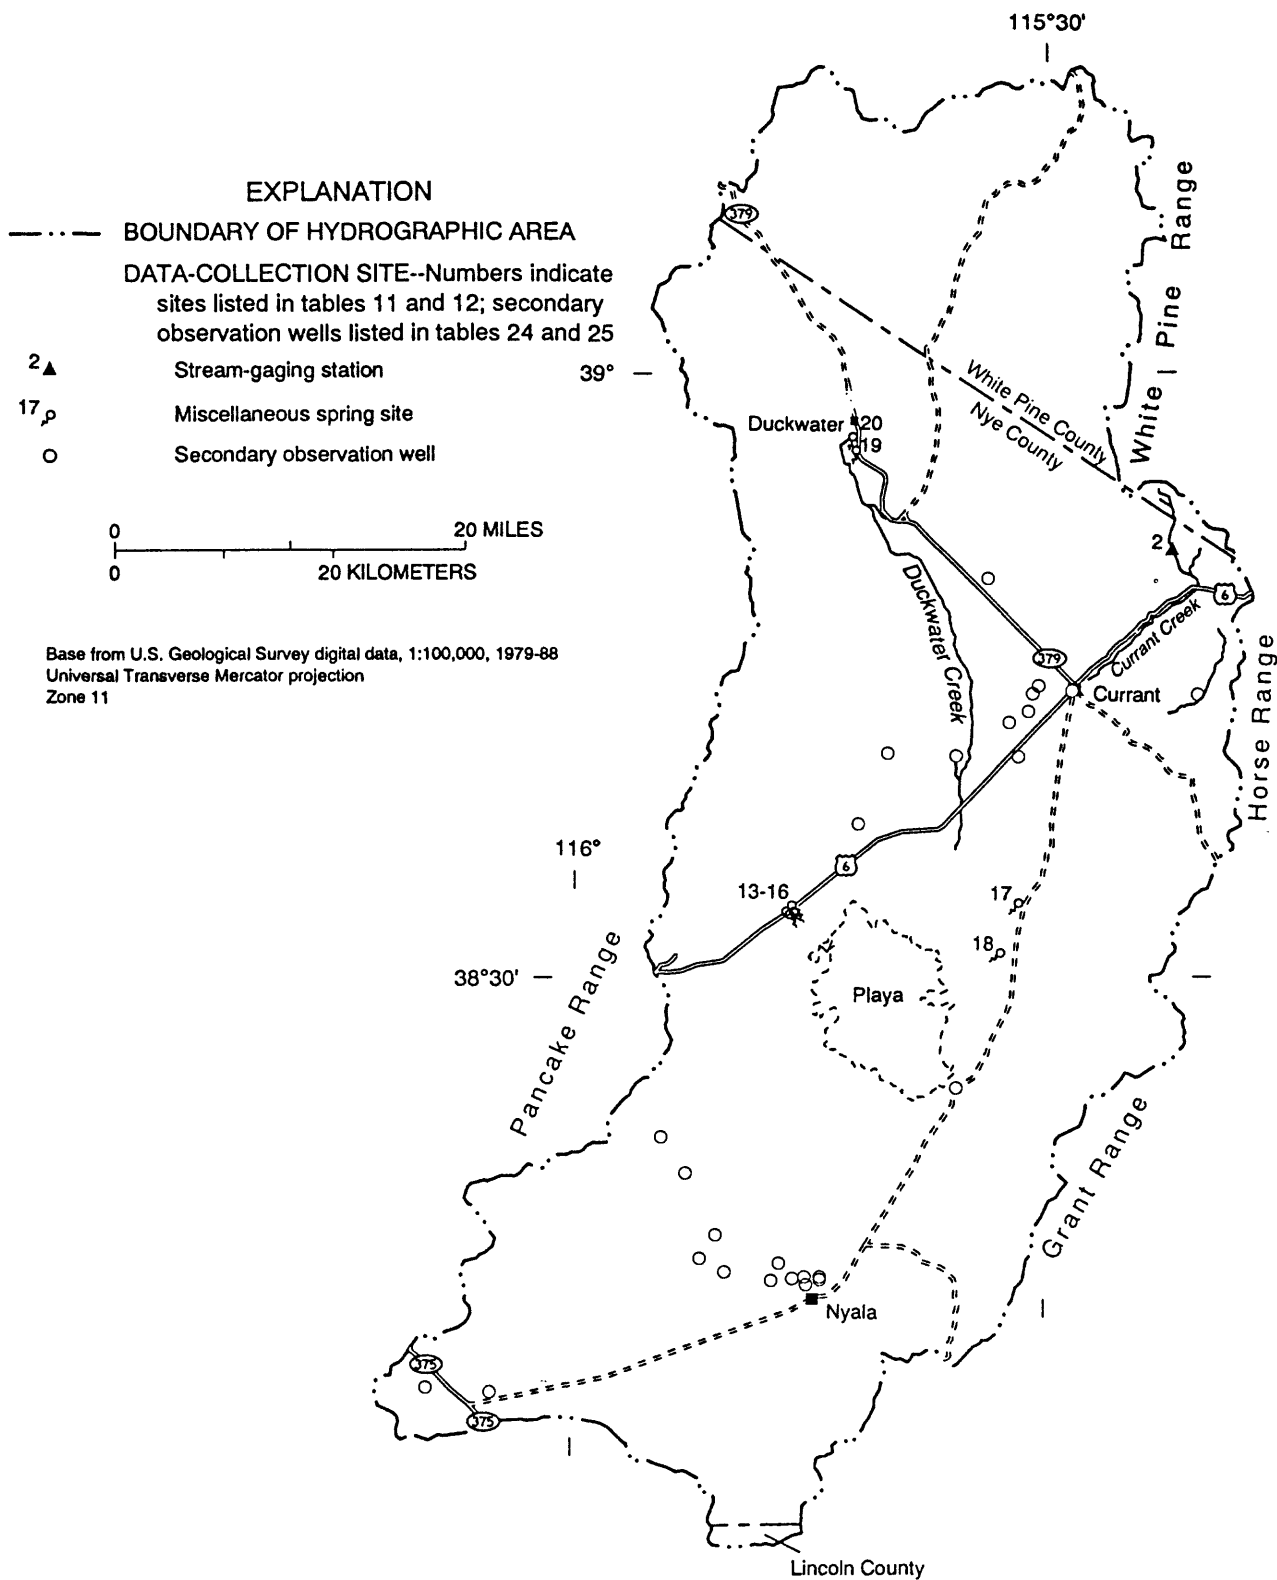 115°30'
EXPLANATION
BOUNDARY OF HYDROGRAPHIC AREA
DATA-COLLECTION SITE--Numbers indicate
sites listed in tables 11 and 12; secondary
observation wells listed in tables 24 and 25
2 Stream-gaging station
17 Miscellaneous spring site
Secondary observation well
0 20 MILES
0 20 KILOMETERS
Base from U.S. Geological Survey digital data, 1:100,000, 1979-88
Universal Transverse Mercator projection
Zone 11
379
White Pine Range
39°
White Pine County
Nye County
Duckwater
20
19
2
6
Duckwater Creek
Currant Creek
379
Currant
Horse Range
116°
6
13-16
17
18
38°30'
Playa
Pancake Range
Grant Range
Nyala
375
375
Lincoln County